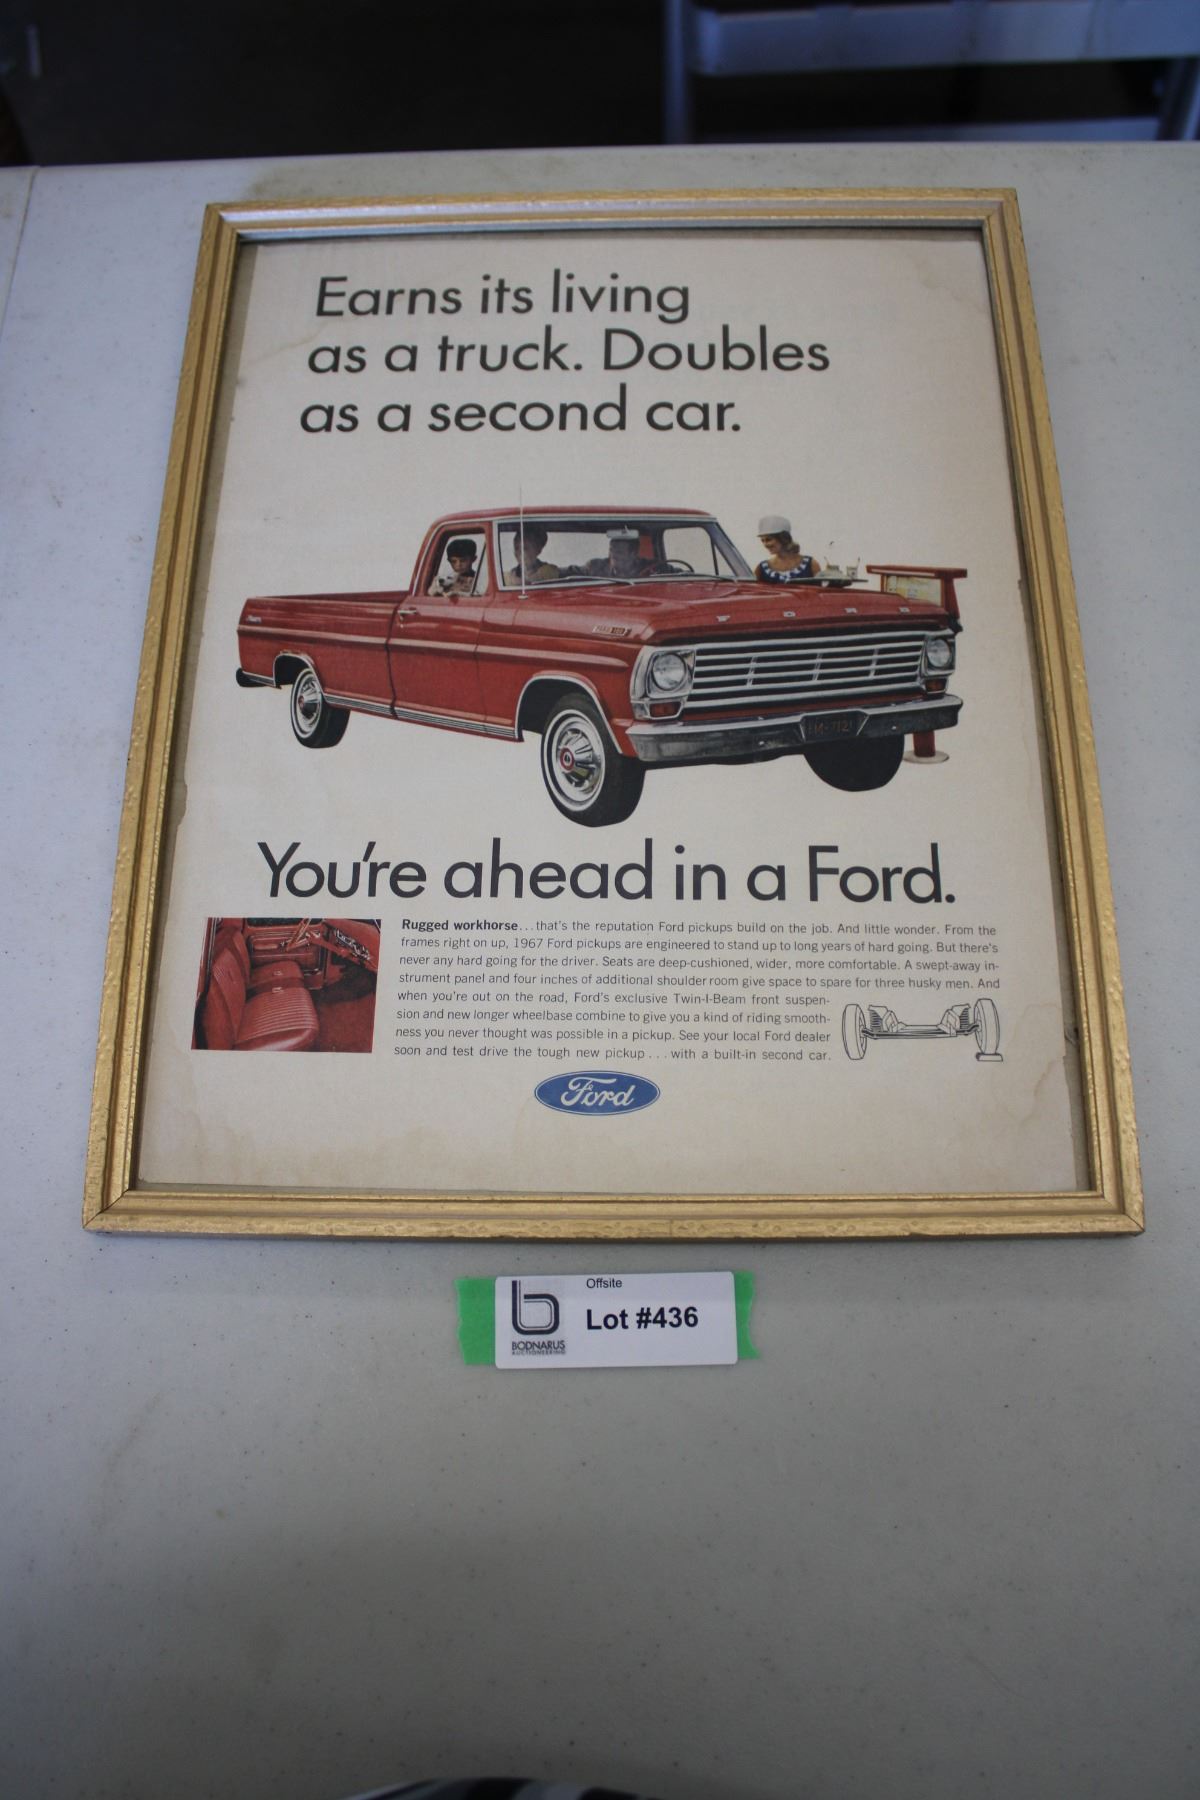 Earns its living
as a truck. Doubles
as a second car.
FORD
You're ahead in a Ford.
Rugged workhorse...that's the reputation Ford pickups build on the job. And little wonder. From the
frames right on up, 1967 Ford pickups are engineered to stand up to long years of hard going. But there's
never any hard going for the driver. Seats are deep-cushioned, wider, more comfortable. A swept-away in-
strument panel and four inches of additional shoulder room give space to spare for three husky men. And
when you're out on the road, Ford's exclusive Twin-I-Beam front suspen-
sion and new longer wheelbase combine to give you a kind of riding smooth-
ness you never thought was possible in a pickup. See your local Ford dealer
soon and test drive the tough new pickup...with a built-in second car.
Ford
Offsite
b
Lot #436
BODNARUS
AUCTIONEERING